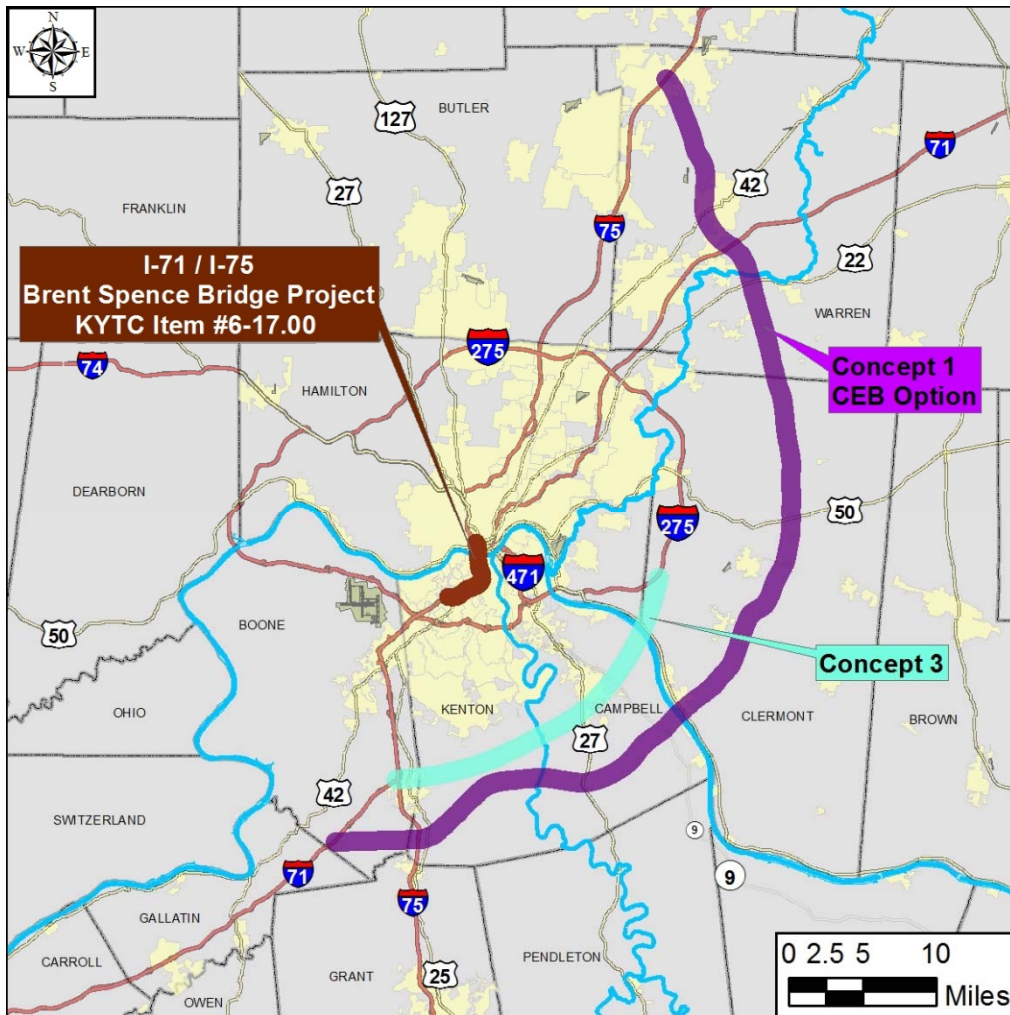 N
W E
S
BUTLER
127
71
27
42
FRANKLIN
75
I-71 / I-75
Brent Spence Bridge Project
KYTC Item #6-17.00
22
WARREN
275
74
Concept 1
CEB Option
HAMILTON
DEARBORN
50
275
471
50
BOONE
Concept 3
OHIO
KENTON
CAMPBELL
CLERMONT
BROWN
27
42
SWITZERLAND
9
71
9
75
GALLATIN
CARROLL
PENDLETON
GRANT
25
OWEN
0 2.5 5 10
Miles